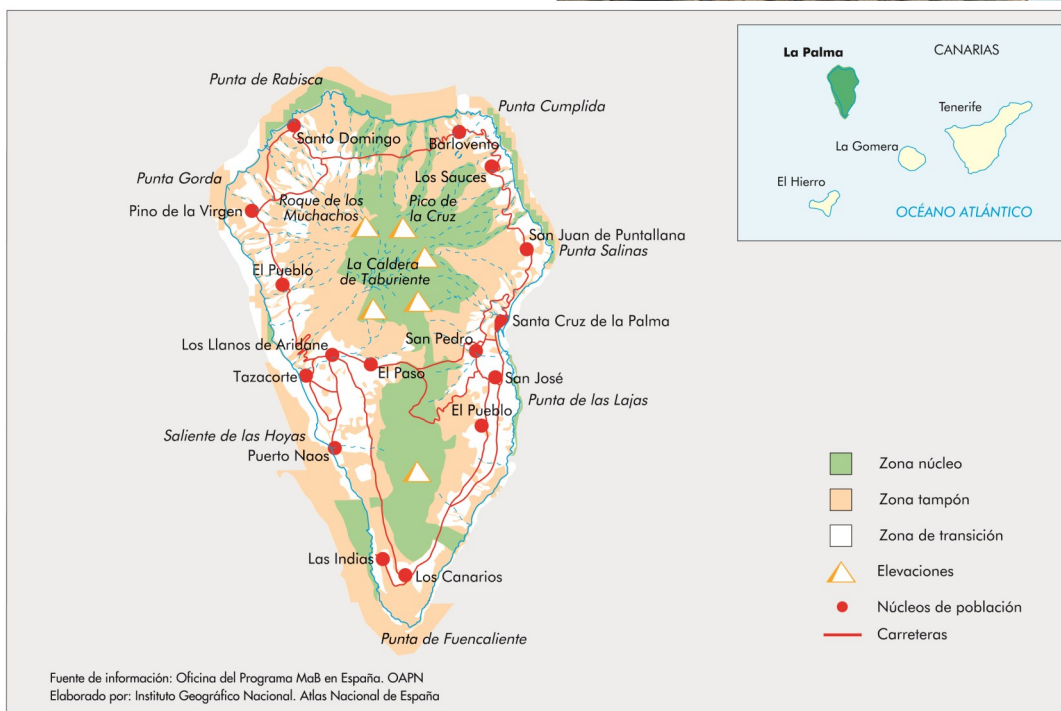 Punta de Rabisca
Punta Cumplida
Santo Domingo
Barlovento
Los Sauces
Punta Gorda
Roque de los
Muchachos
Pico de
la Cruz
Pino de la Virgen
San Juan de Puntallana
Punta Salinas
El Pueblo
La Caldera
de Taburiente
Santa Cruz de la Palma
Los Llanos de Aridane
San Pedro
Tazacorte
El Paso
San José
Punta de las Lajas
El Pueblo
Saliente de las Hoyas
Puerto Naos
Las Indias
Los Canarios
Punta de Fuencaliente
La Palma
CANARIAS
Tenerife
La Gomera
El Hierro
OCÉANO ATLÁNTICO
Zona núcleo
Zona tampón
Zona de transición
Elevaciones
Núcleos de población
Carreteras
Fuente de información: Oficina del Programa MaB en España. OAPN
Elaborado por: Instituto Geográfico Nacional. Atlas Nacional de España